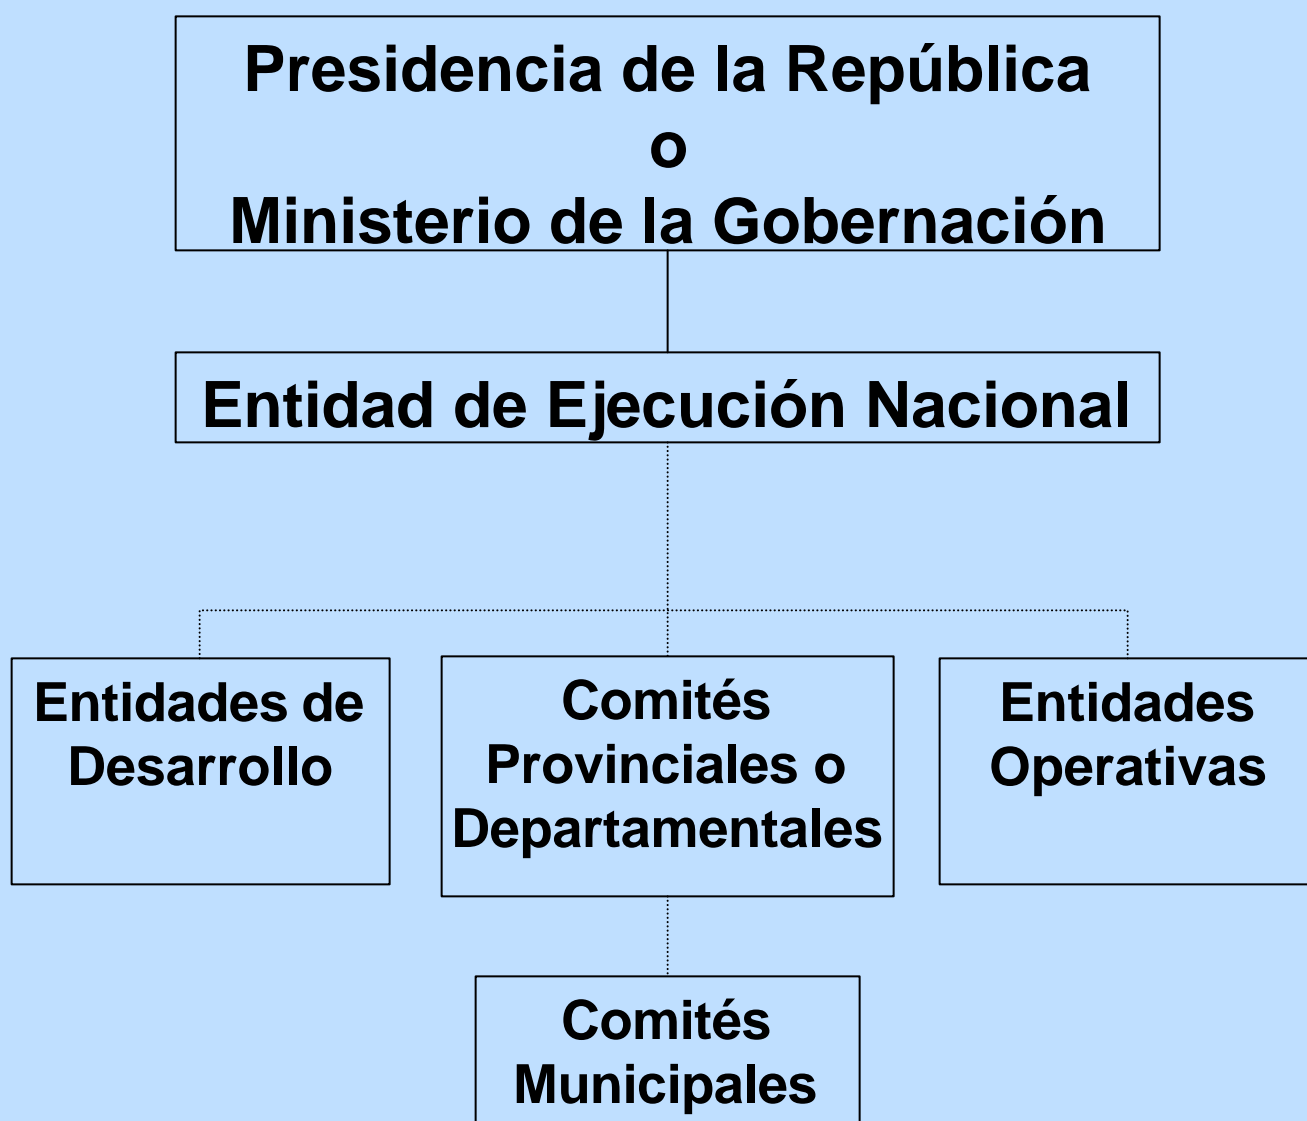 Presidencia de la República
o
Ministerio de la Gobernación
Entidad de Ejecución Nacional
Entidades de
Desarrollo
Comités
Provinciales o
Departamentales
Entidades
Operativas
Comités
Municipales